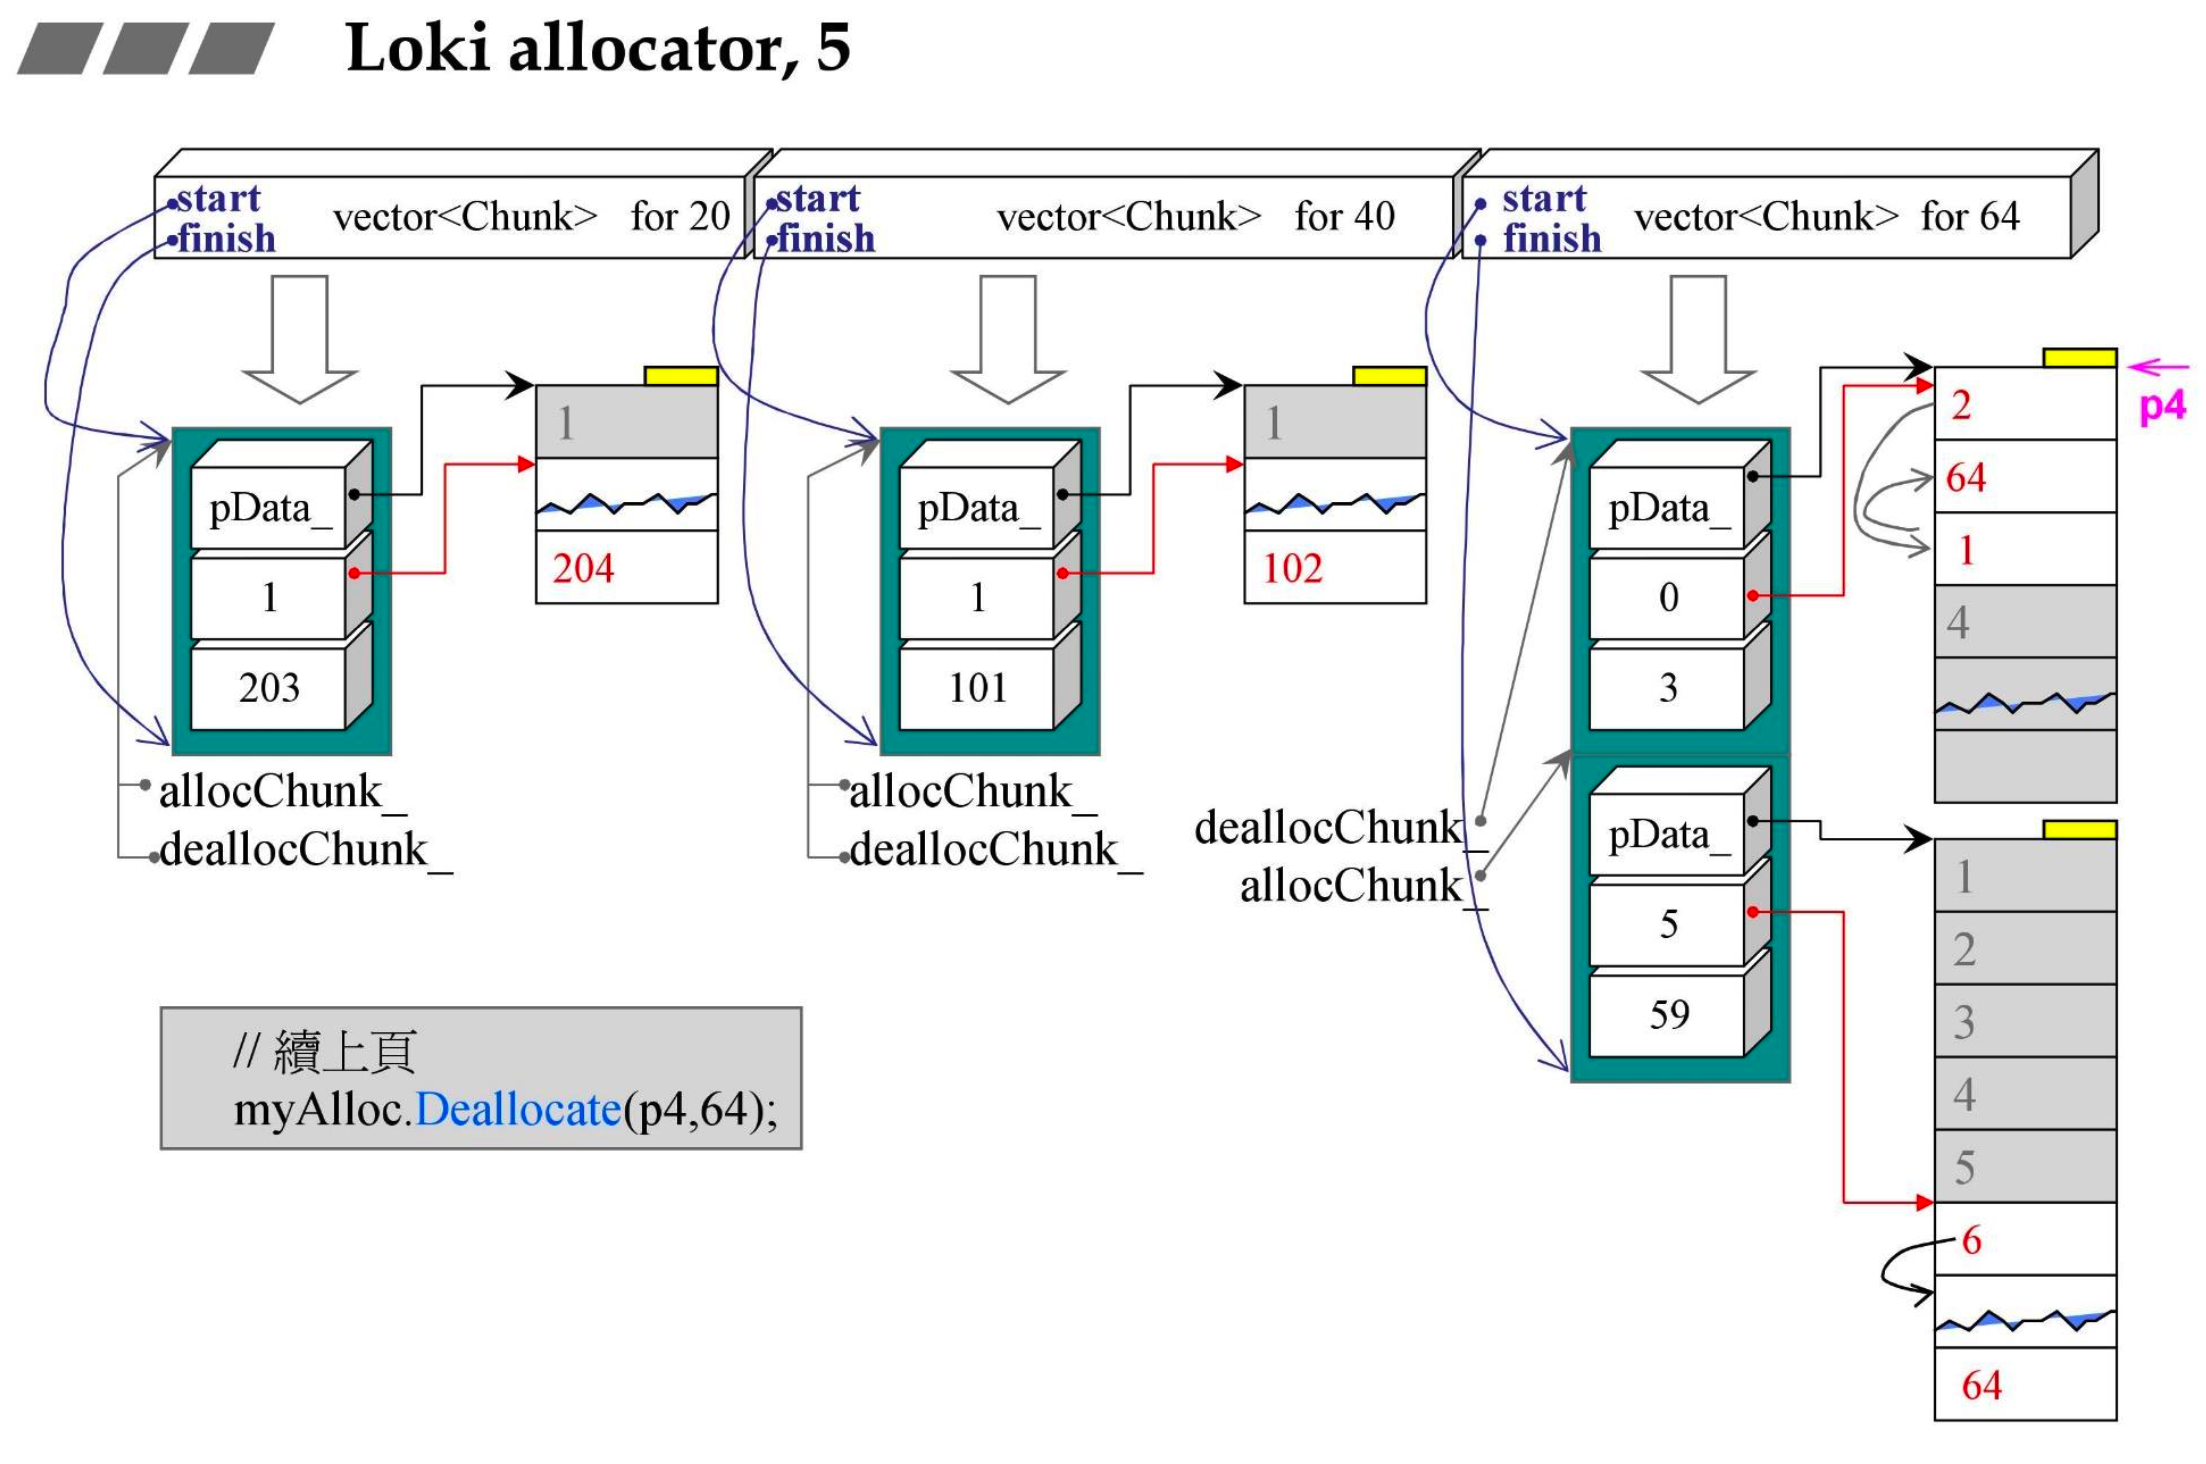 Loki allocator, 5
start
finish
vector<Chunk> for 20
start
finish
vector<Chunk> for 40
start
finish
vector<Chunk> for 64
pData_
1
203
allocChunk_
deallocChunk_
1
204
pData_
1
101
allocChunk_
deallocChunk_
1
102
pData_
0
3
deallocChunk_
allocChunk_
pData_
5
59
p4
2
64
1
4
1
2
3
4
5
6
64
// 續上頁
myAlloc.Deallocate(p4,64);